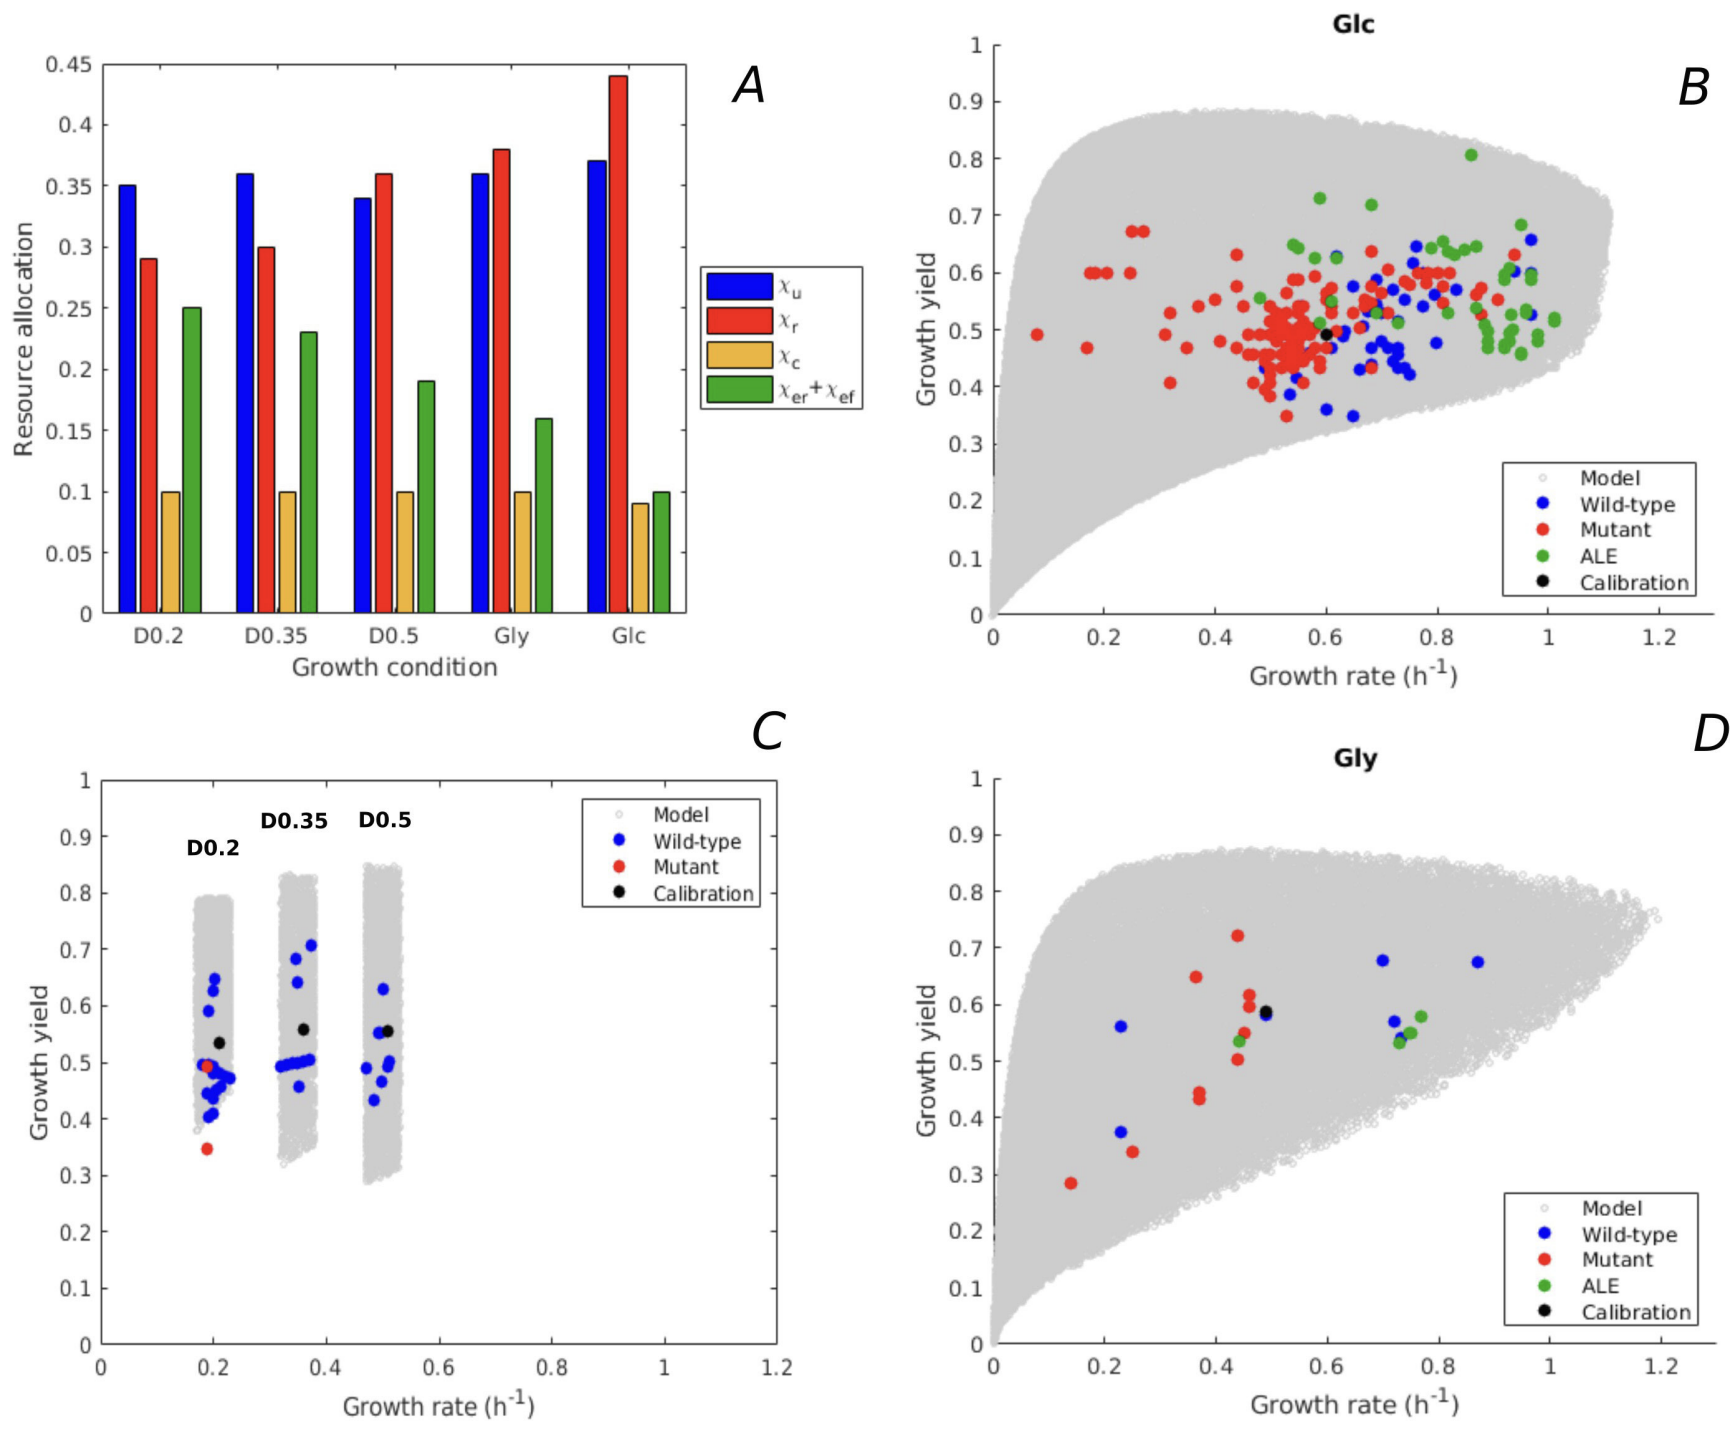 A
0.45
0.4
0.35
0.3
0.25
0.2
0.15
0.1
0.05
0
Resource allocation
D0.2 D0.35 D0.5 Gly Glc
Growth condition
χu
χr
χc
χer+χef
Glc
B
1
0.9
0.8
0.7
0.6
0.5
0.4
0.3
0.2
0.1
0
Growth yield
0 0.2 0.4 0.6 0.8 1 1.2
Growth rate (h-1)
Model
Wild-type
Mutant
ALE
Calibration
C
1
0.9
0.8
0.7
0.6
0.5
0.4
0.3
0.2
0.1
0
Growth yield
D0.2 D0.35 D0.5
Model
Wild-type
Mutant
Calibration
0 0.2 0.4 0.6 0.8 1 1.2
Growth rate (h-1)
Gly
D
1
0.9
0.8
0.7
0.6
0.5
0.4
0.3
0.2
0.1
0
Growth yield
Model
Wild-type
Mutant
ALE
Calibration
0 0.2 0.4 0.6 0.8 1 1.2
Growth rate (h-1)